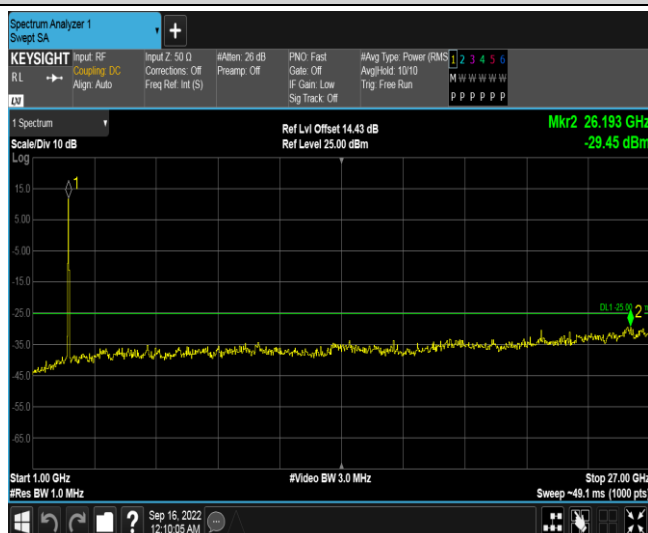 Spectrum Analyzer 1
Swept SA
+
KEYSIGHT
RL
LXI
Input: RF
Coupling: DC
Align: Auto
Input Z: 50 Ω
Corrections: Off
Freq Ref: Int (S)
#Atten: 26 dB
Preamp: Off
PNO: Fast
Gate: Off
IF Gain: Low
Sig Track: Off
#Avg Type: Power (RMS
Avg|Hold: 10/10
Trig: Free Run
1 2 3 4 5 6
M W W W W W
P P P P P P
1 Spectrum
Scale/Div 10 dB
Log
Ref Lvl Offset 14.43 dB
Ref Level 25.00 dBm
Mkr2 26.193 GHz
-29.45 dBm
1
15.0
5.00
-5.00
-15.0
-25.0
DL1 -25.00
2
-35.0
-45.0
-55.0
-65.0
Start 1.00 GHz
#Res BW 1.0 MHz
#Video BW 3.0 MHz
Stop 27.00 GHz
Sweep ~49.1 ms (1000 pts)
?
Sep 16, 2022
12:10:05 AM